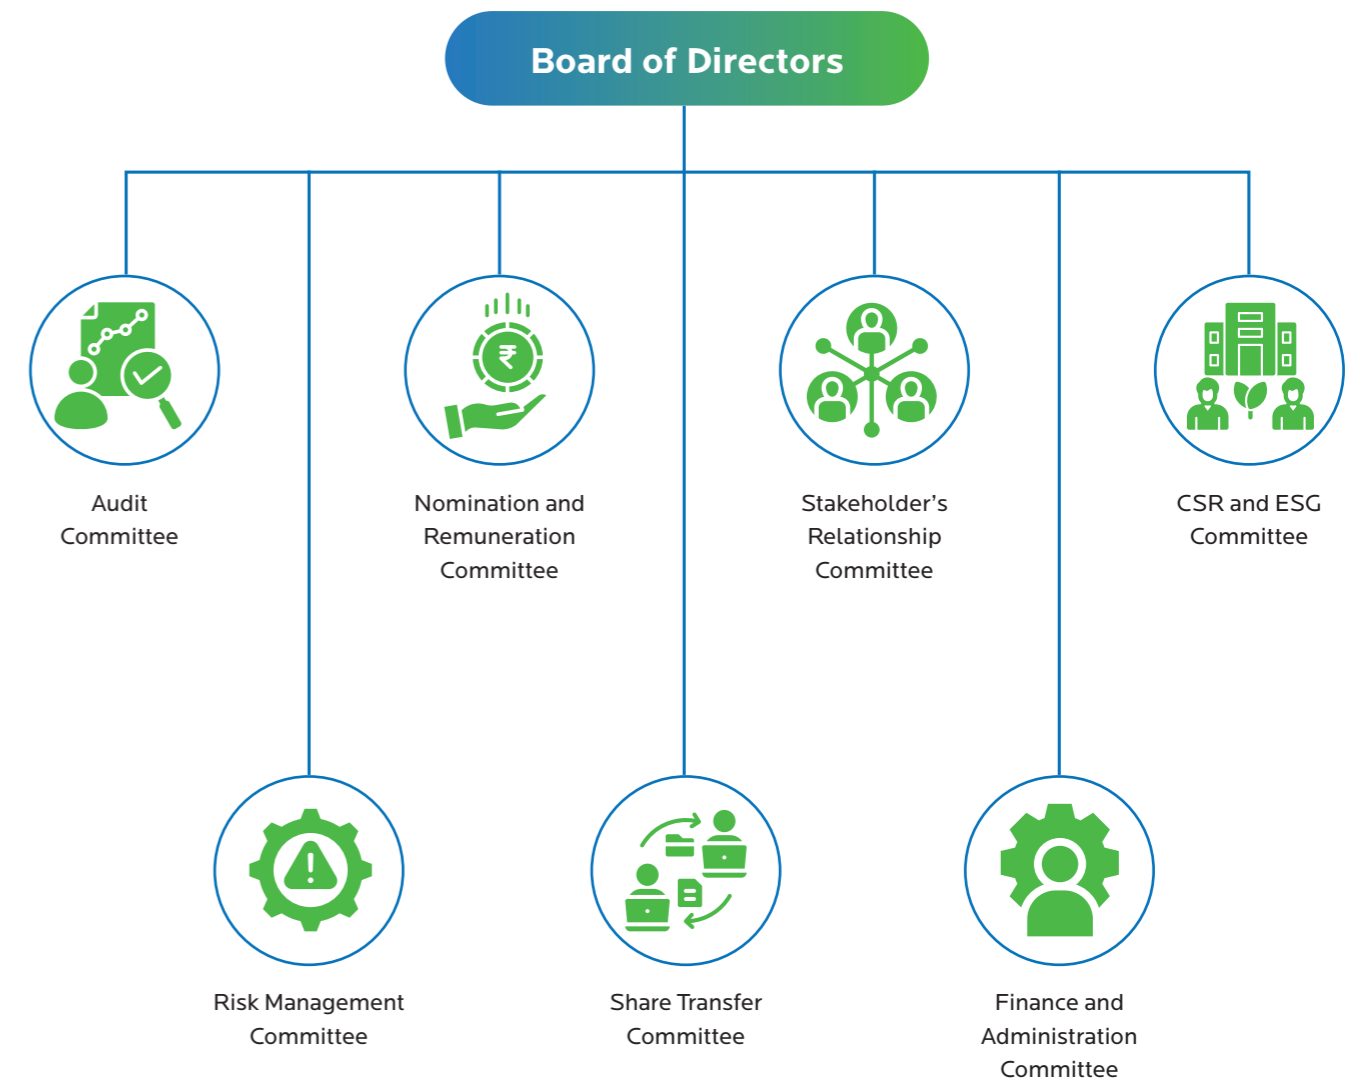 Board of Directors
Audit
Committee
Nomination and
Remuneration
Committee
Stakeholder’s
Relationship
Committee
CSR and ESG
Committee
Risk Management
Committee
Share Transfer
Committee
Finance and
Administration
Committee